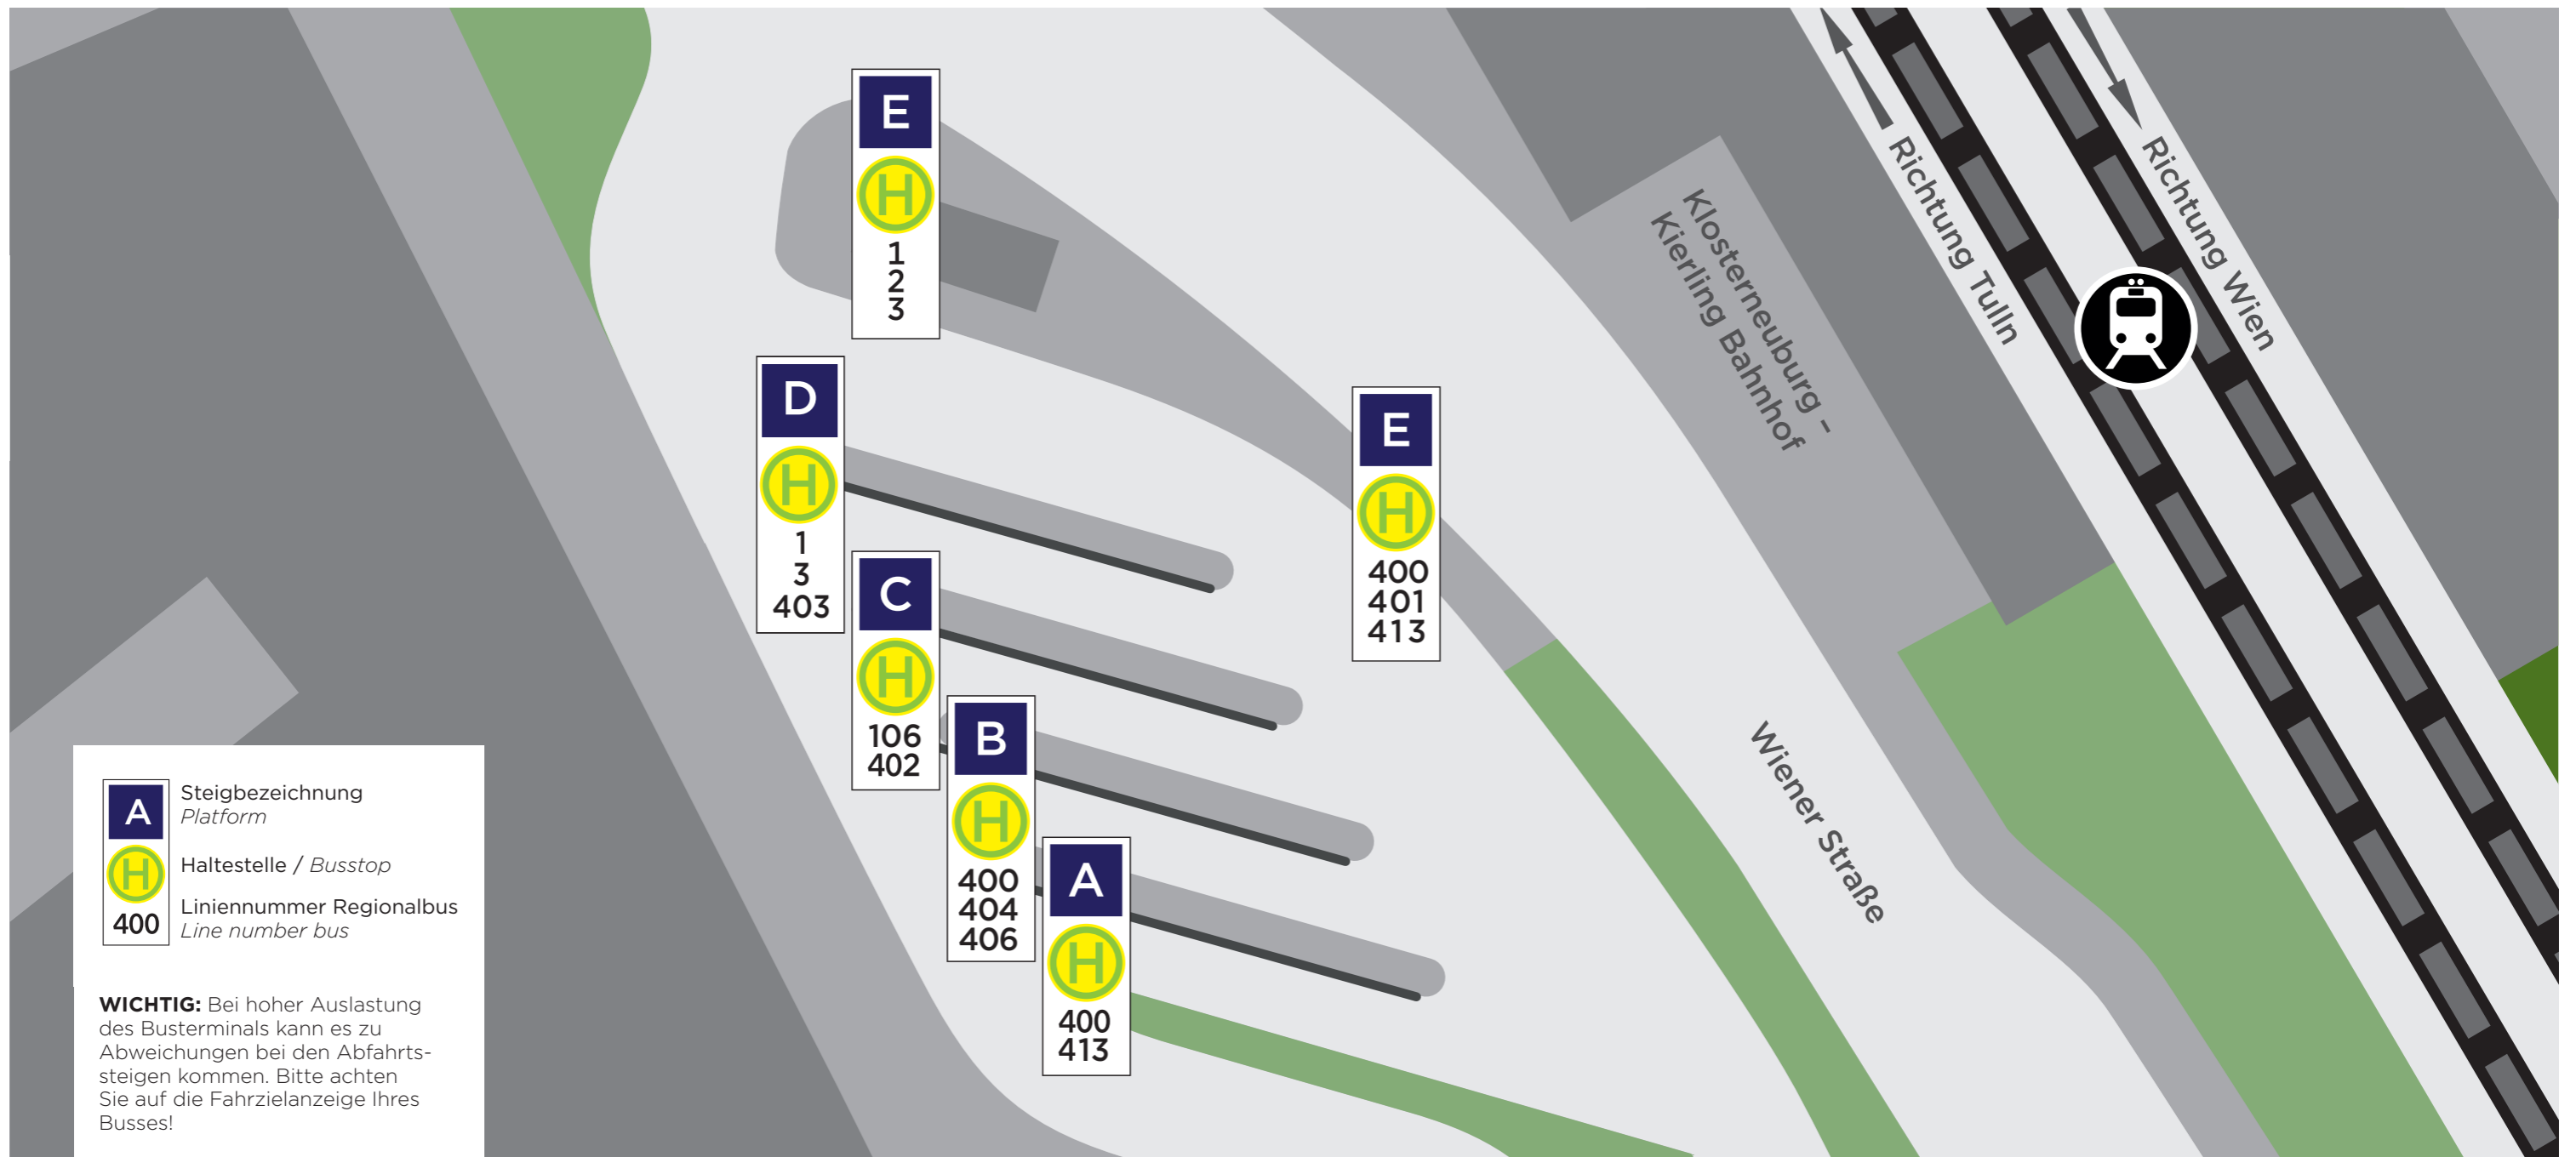 E
H
1
2
3
D
H
1
3
403
C
H
106
402
B
H
400
404
406
A
H
400
413
E
H
400
401
413
Klosterneuburg -
Kierling Bahnhof
Richtung Tulln
Richtung Wien
Wiener Straße
A
Steigbezeichnung
Platform
H
Haltestelle / Busstop
400
Liniennummer Regionalbus
Line number bus
WICHTIG: Bei hoher Auslastung
des Busterminals kann es zu
Abweichungen bei den Abfahrts-
steigen kommen. Bitte achten
Sie auf die Fahrzielanzeige Ihres
Busses!